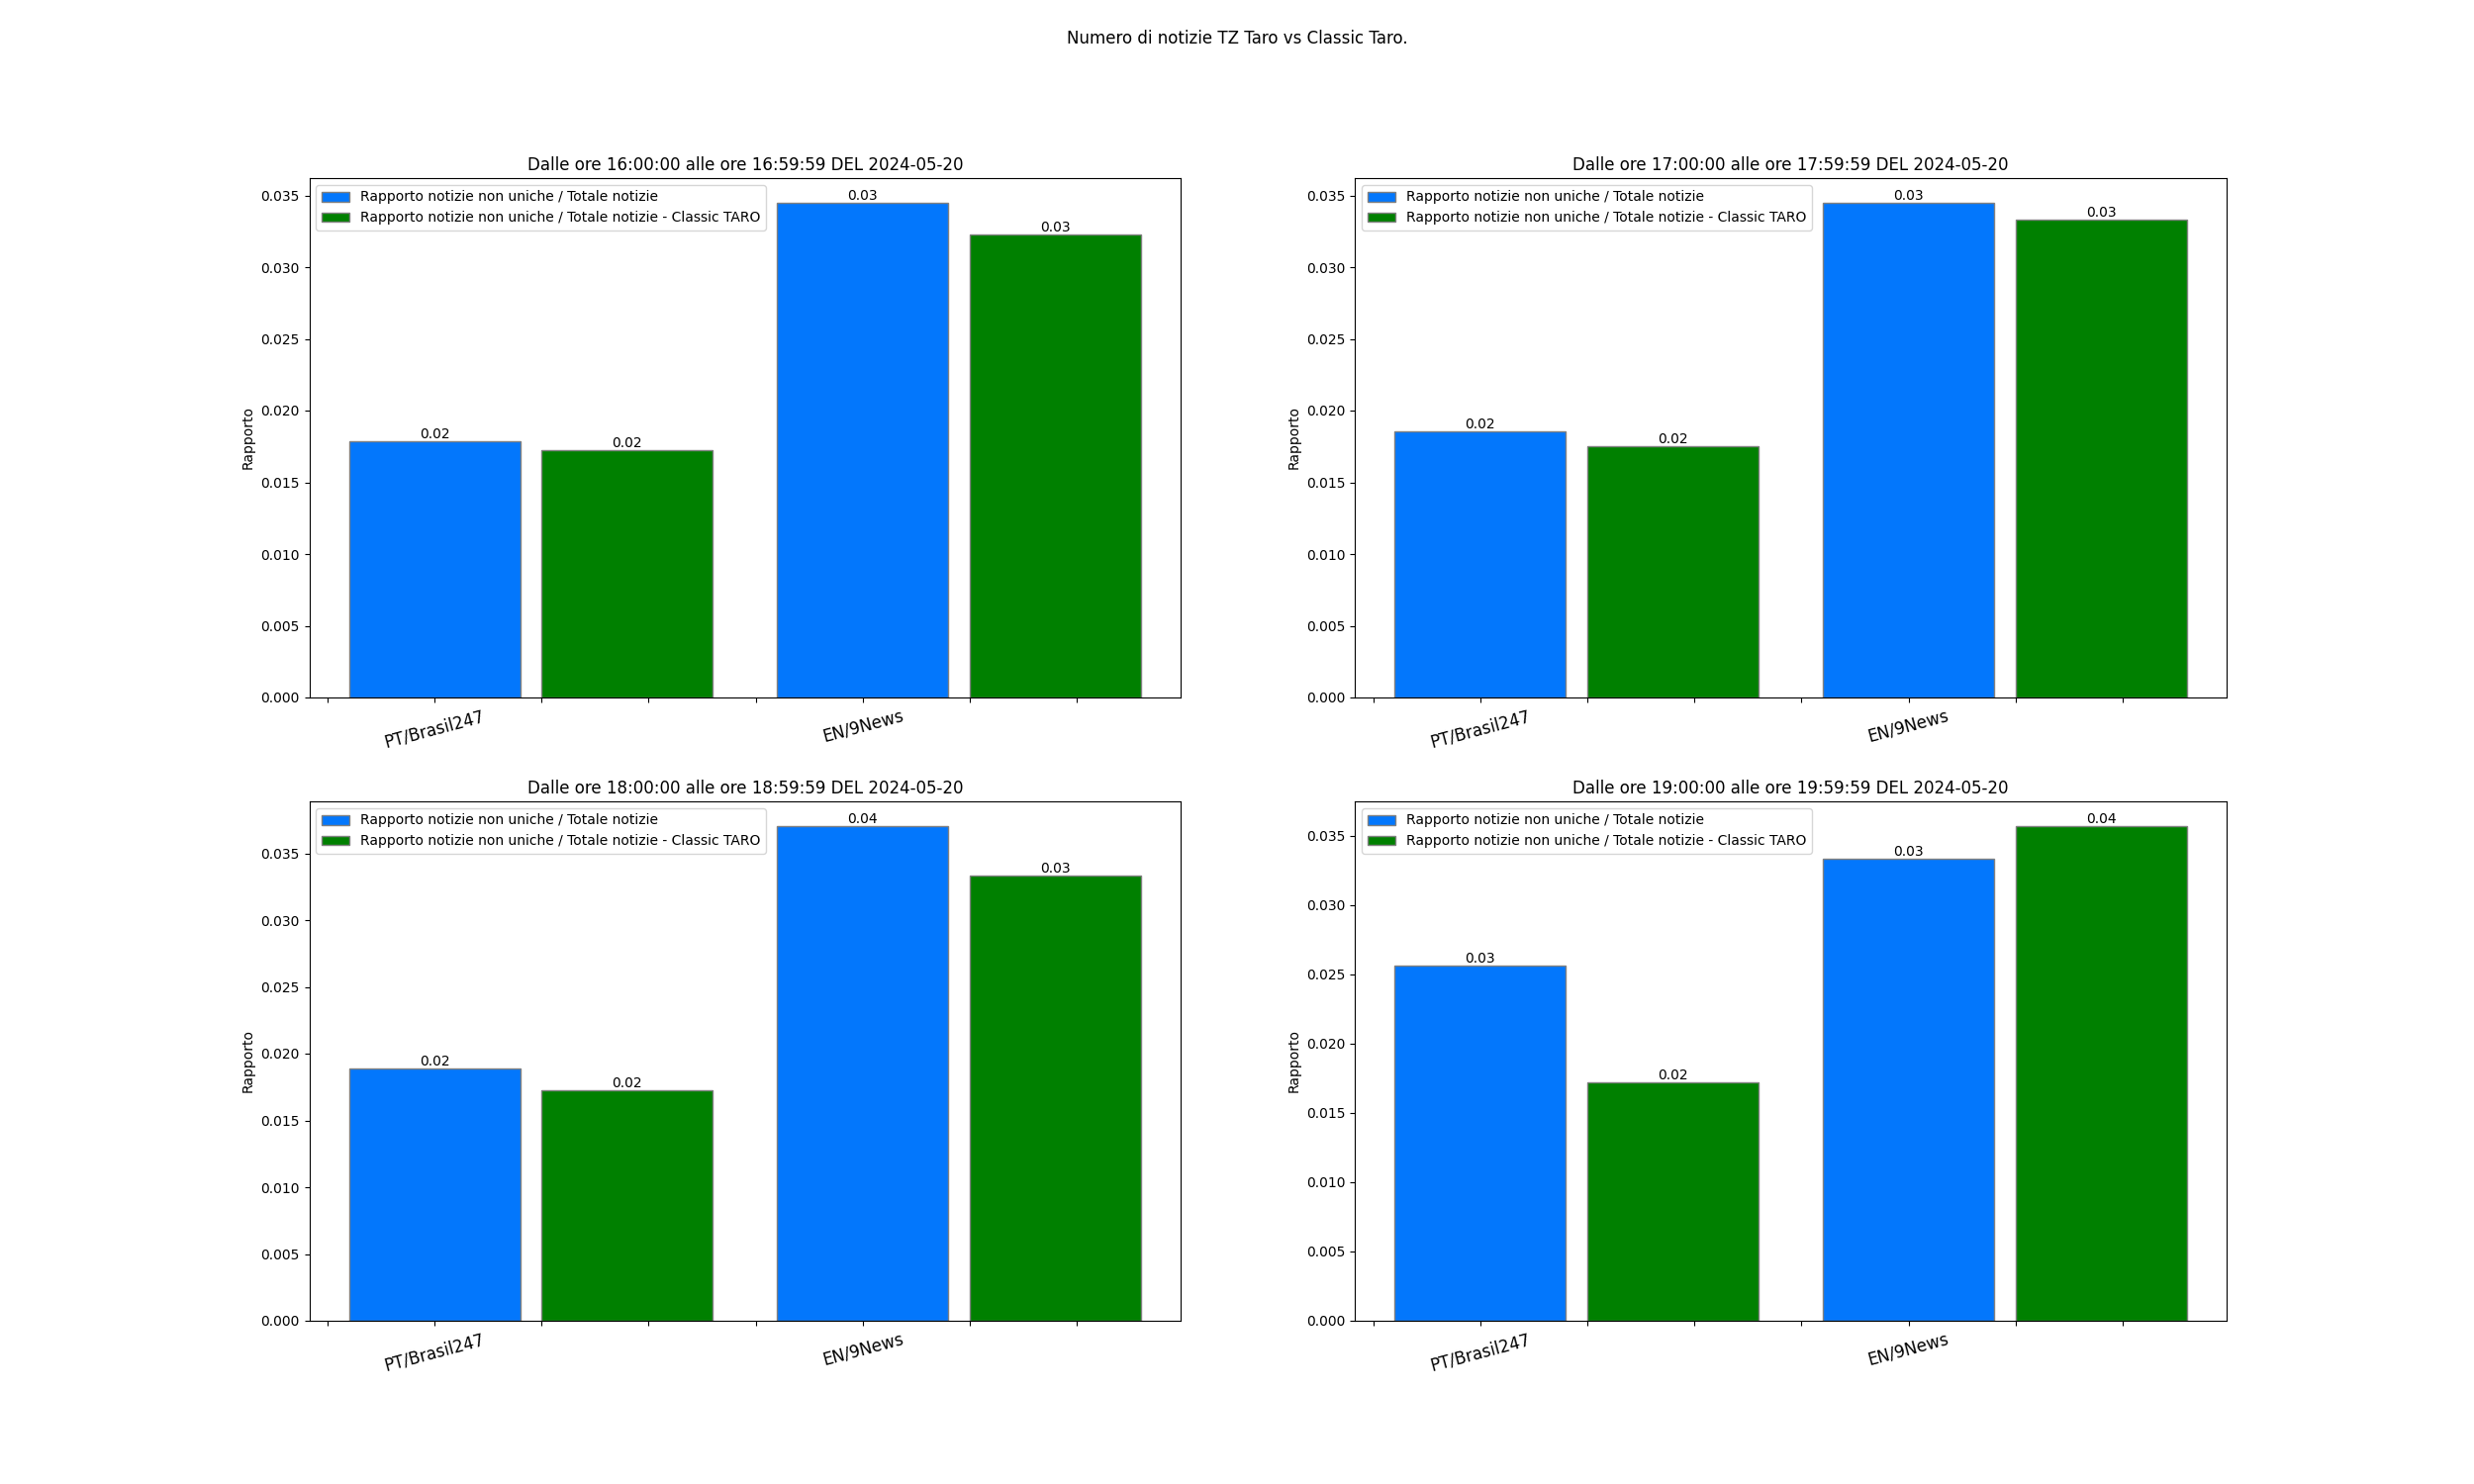 Numero di notizie TZ Taro vs Classic Taro.
Dalle ore 16:00:00 alle ore 16:59:59 DEL 2024-05-20
Rapporto notizie non uniche / Totale notizie
Rapporto notizie non uniche / Totale notizie - Classic TARO
Rapporto
0.035
0.030
0.025
0.020
0.015
0.010
0.005
0.000
0.02
0.02
0.03
0.03
PT/Brasil247
EN/9News
Dalle ore 17:00:00 alle ore 17:59:59 DEL 2024-05-20
Rapporto notizie non uniche / Totale notizie
Rapporto notizie non uniche / Totale notizie - Classic TARO
Rapporto
0.035
0.030
0.025
0.020
0.015
0.010
0.005
0.000
0.02
0.02
0.03
0.03
PT/Brasil247
EN/9News
Dalle ore 18:00:00 alle ore 18:59:59 DEL 2024-05-20
Rapporto notizie non uniche / Totale notizie
Rapporto notizie non uniche / Totale notizie - Classic TARO
Rapporto
0.035
0.030
0.025
0.020
0.015
0.010
0.005
0.000
0.02
0.02
0.04
0.03
PT/Brasil247
EN/9News
Dalle ore 19:00:00 alle ore 19:59:59 DEL 2024-05-20
Rapporto notizie non uniche / Totale notizie
Rapporto notizie non uniche / Totale notizie - Classic TARO
Rapporto
0.035
0.030
0.025
0.020
0.015
0.010
0.005
0.000
0.03
0.02
0.03
0.04
PT/Brasil247
EN/9News